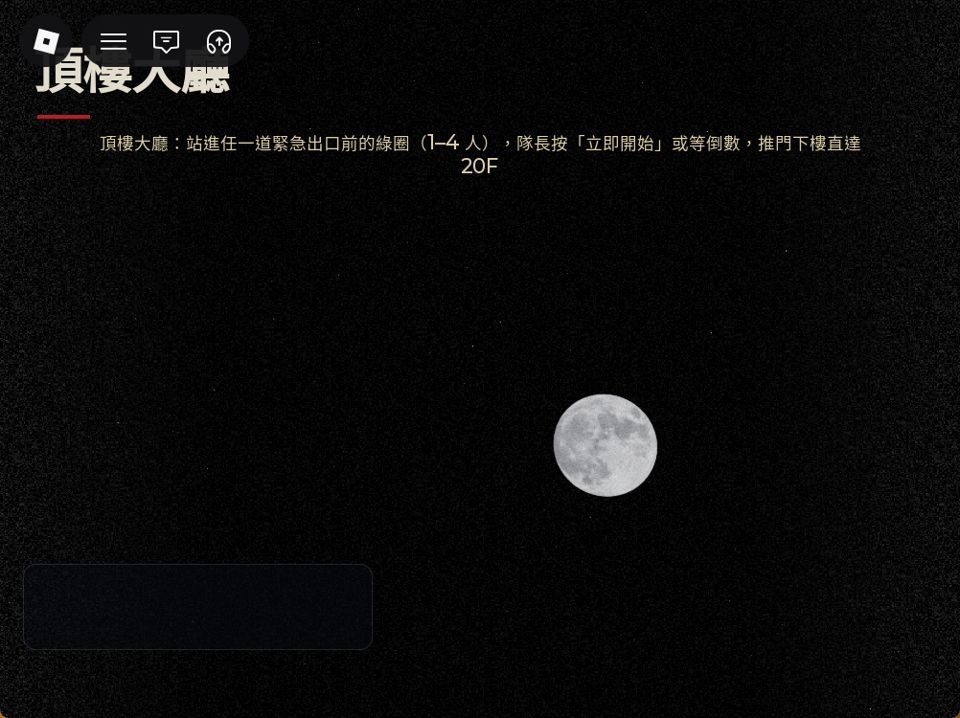 頂樓大廳
頂樓大廳：站進任一道緊急出口前的綠圈（1–4 人），隊長按「立即開始」或等倒數，推門下樓直達
20F